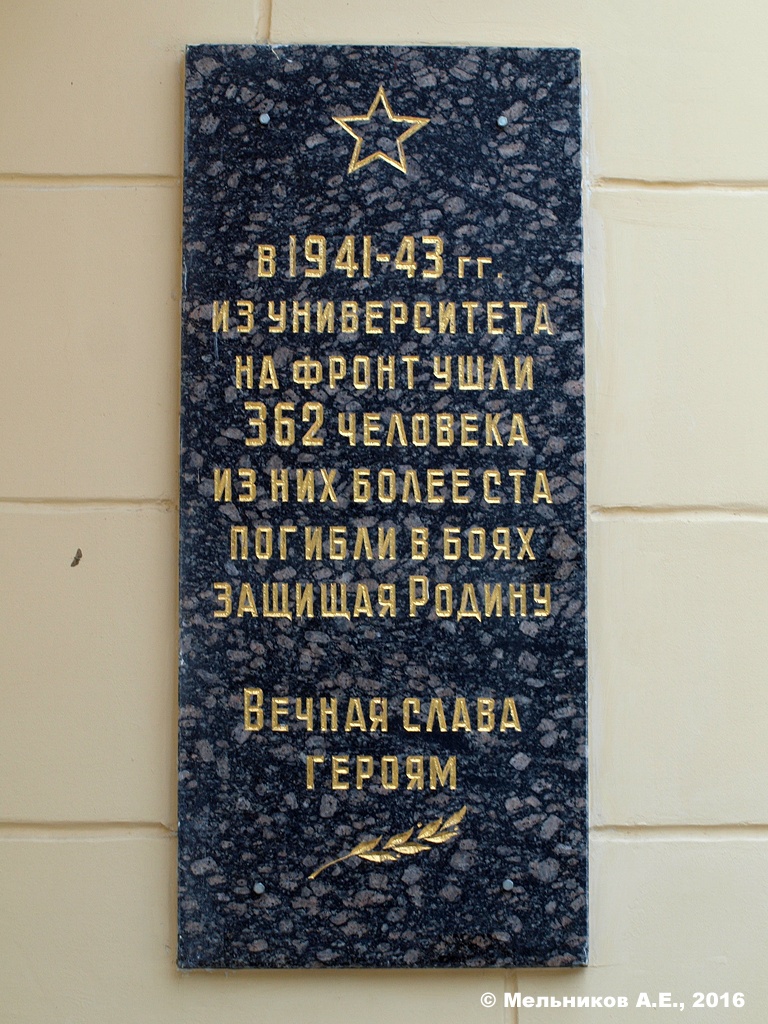 в 1941-43 гг.
из университета
на фронт ушли
362 человека
из них более ста
погибли в боях
защищая Родину
Вечная слава
героям
© Мельников А.Е., 2016